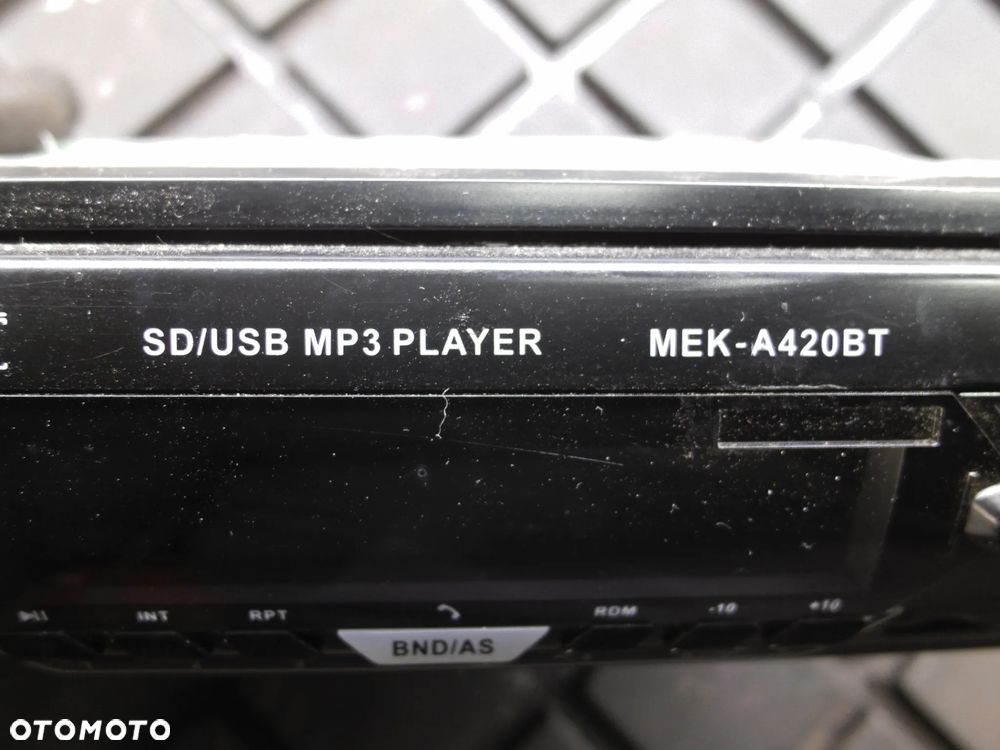 SD/USB MP3 PLAYER MEK-A420BT
INT RPT RDM -10 +10
BND/AS
OTOMOTO